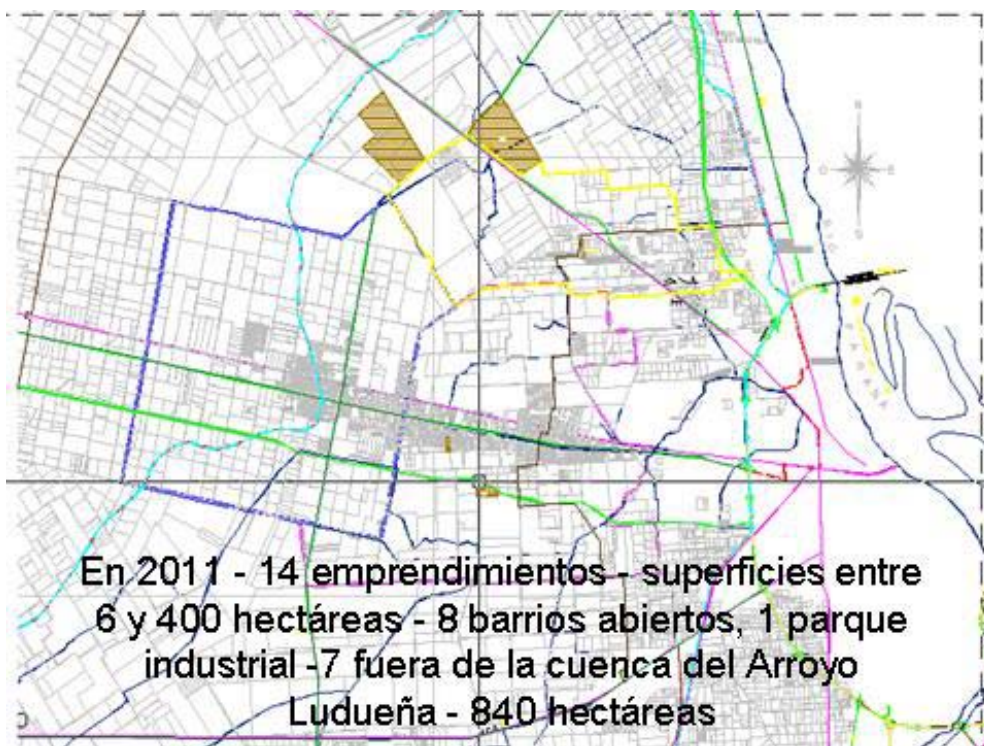 En 2011 - 14 emprendimientos - superficies entre
6 y 400 hectáreas - 8 barrios abiertos, 1 parque
industrial -7 fuera de la cuenca del Arroyo
Ludueña - 840 hectáreas